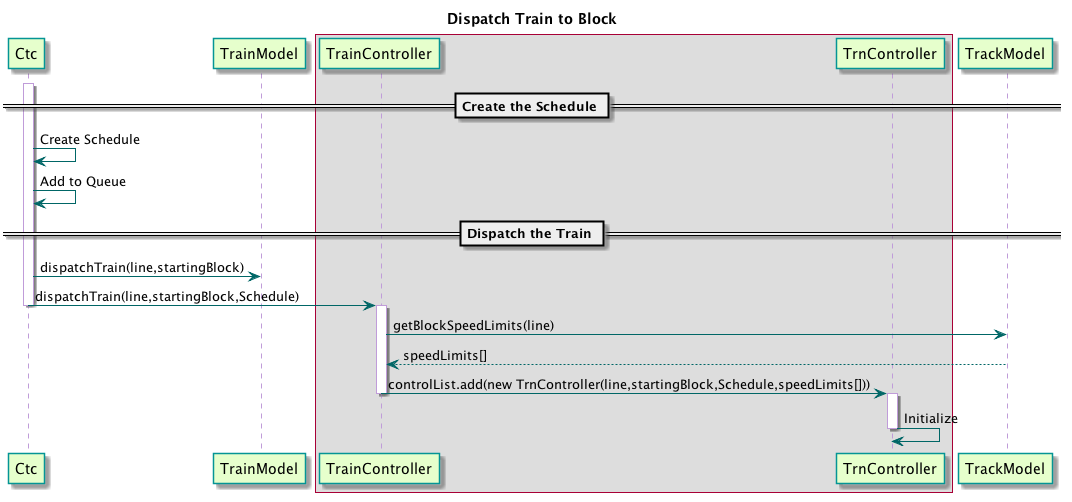 Dispatch Train to Block
Ctc
TrainModel
TrainController
TrnController
TrackModel
Create the Schedule
Create Schedule
Add to Queue
Dispatch the Train
dispatchTrain(line,startingBlock)
dispatchTrain(line,startingBlock,Schedule)
getBlockSpeedLimits(line)
speedLimits[]
controlList.add(new TrnController(line,startingBlock,Schedule,speedLimits[]))
Initialize
Ctc
TrainModel
TrainController
TrnController
TrackModel